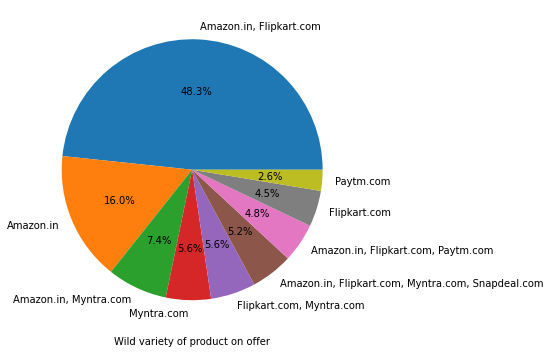 Amazon.in, Flipkart.com
48.3%
2.6%
Paytm.com
4.5%
16.0%
4.8%
Flipkart.com
Amazon.in
5.2%
7.4%
5.6%
5.6%
Amazon.in, Flipkart.com, Paytm.com
Amazon.in, Flipkart.com, Myntra.com, Snapdeal.com
Amazon.in, Myntra.com
Flipkart.com, Myntra.com
Myntra.com
Wild variety of product on offer